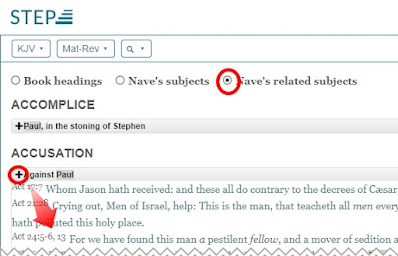 STEP
KJV Mat-Rev
Book headings Nave's subjects Nave's related subjects
ACCOMPLICE
+Paul, in the stoning of Stephen
ACCUSATION
+Against Paul
Act 17:7 Whom Jason hath received: and these all do contrary to the decrees of Cæsar,
Act 21:28 Crying out, Men of Israel, help: This is the man, that teacheth all men every
hath polluted this holy place.
Act 24:5-6, 13 For we have found this man a pestilent fellow, and a mover of sedition a